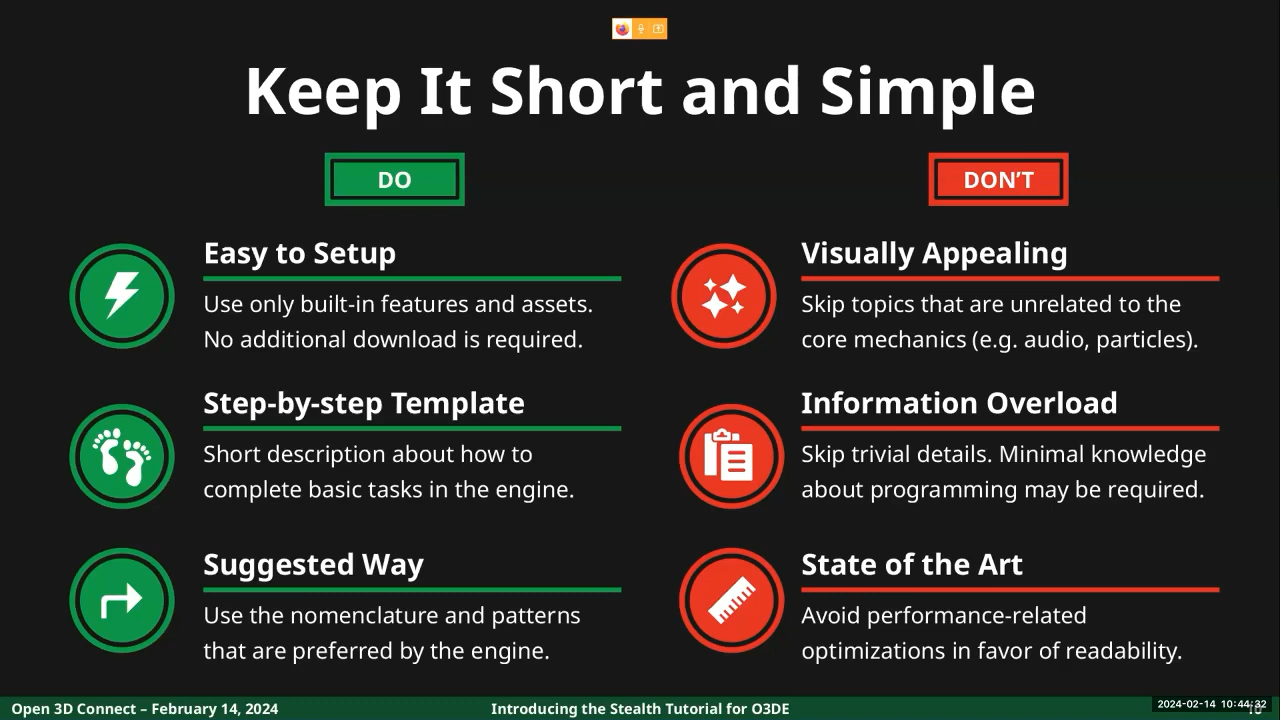 Keep It Short and Simple
DO
Easy to Setup
Use only built-in features and assets.
No additional download is required.
Step-by-step Template
Short description about how to
complete basic tasks in the engine.
Suggested Way
Use the nomenclature and patterns
that are preferred by the engine.
DON’T
Visually Appealing
Skip topics that are unrelated to the
core mechanics (e.g. audio, particles).
Information Overload
Skip trivial details. Minimal knowledge
about programming may be required.
State of the Art
Avoid performance-related
optimizations in favor of readability.
Open 3D Connect – February 14, 2024
Introducing the Stealth Tutorial for O3DE
2024-02-14 10:44:32